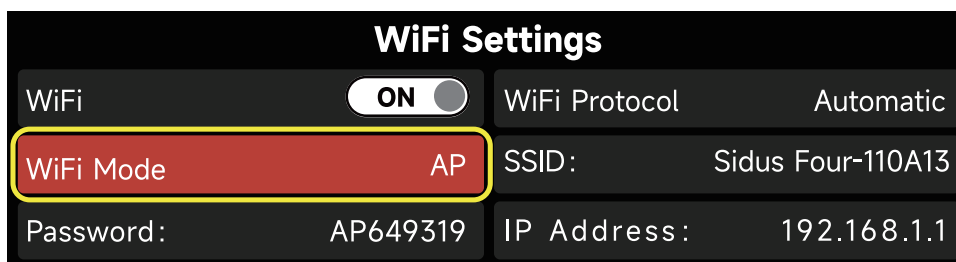 WiFi Settings
WiFi ON
WiFi Protocol Automatic
WiFi Mode AP
SSID: Sidus Four-110A13
Password: AP649319
IP Address: 192.168.1.1